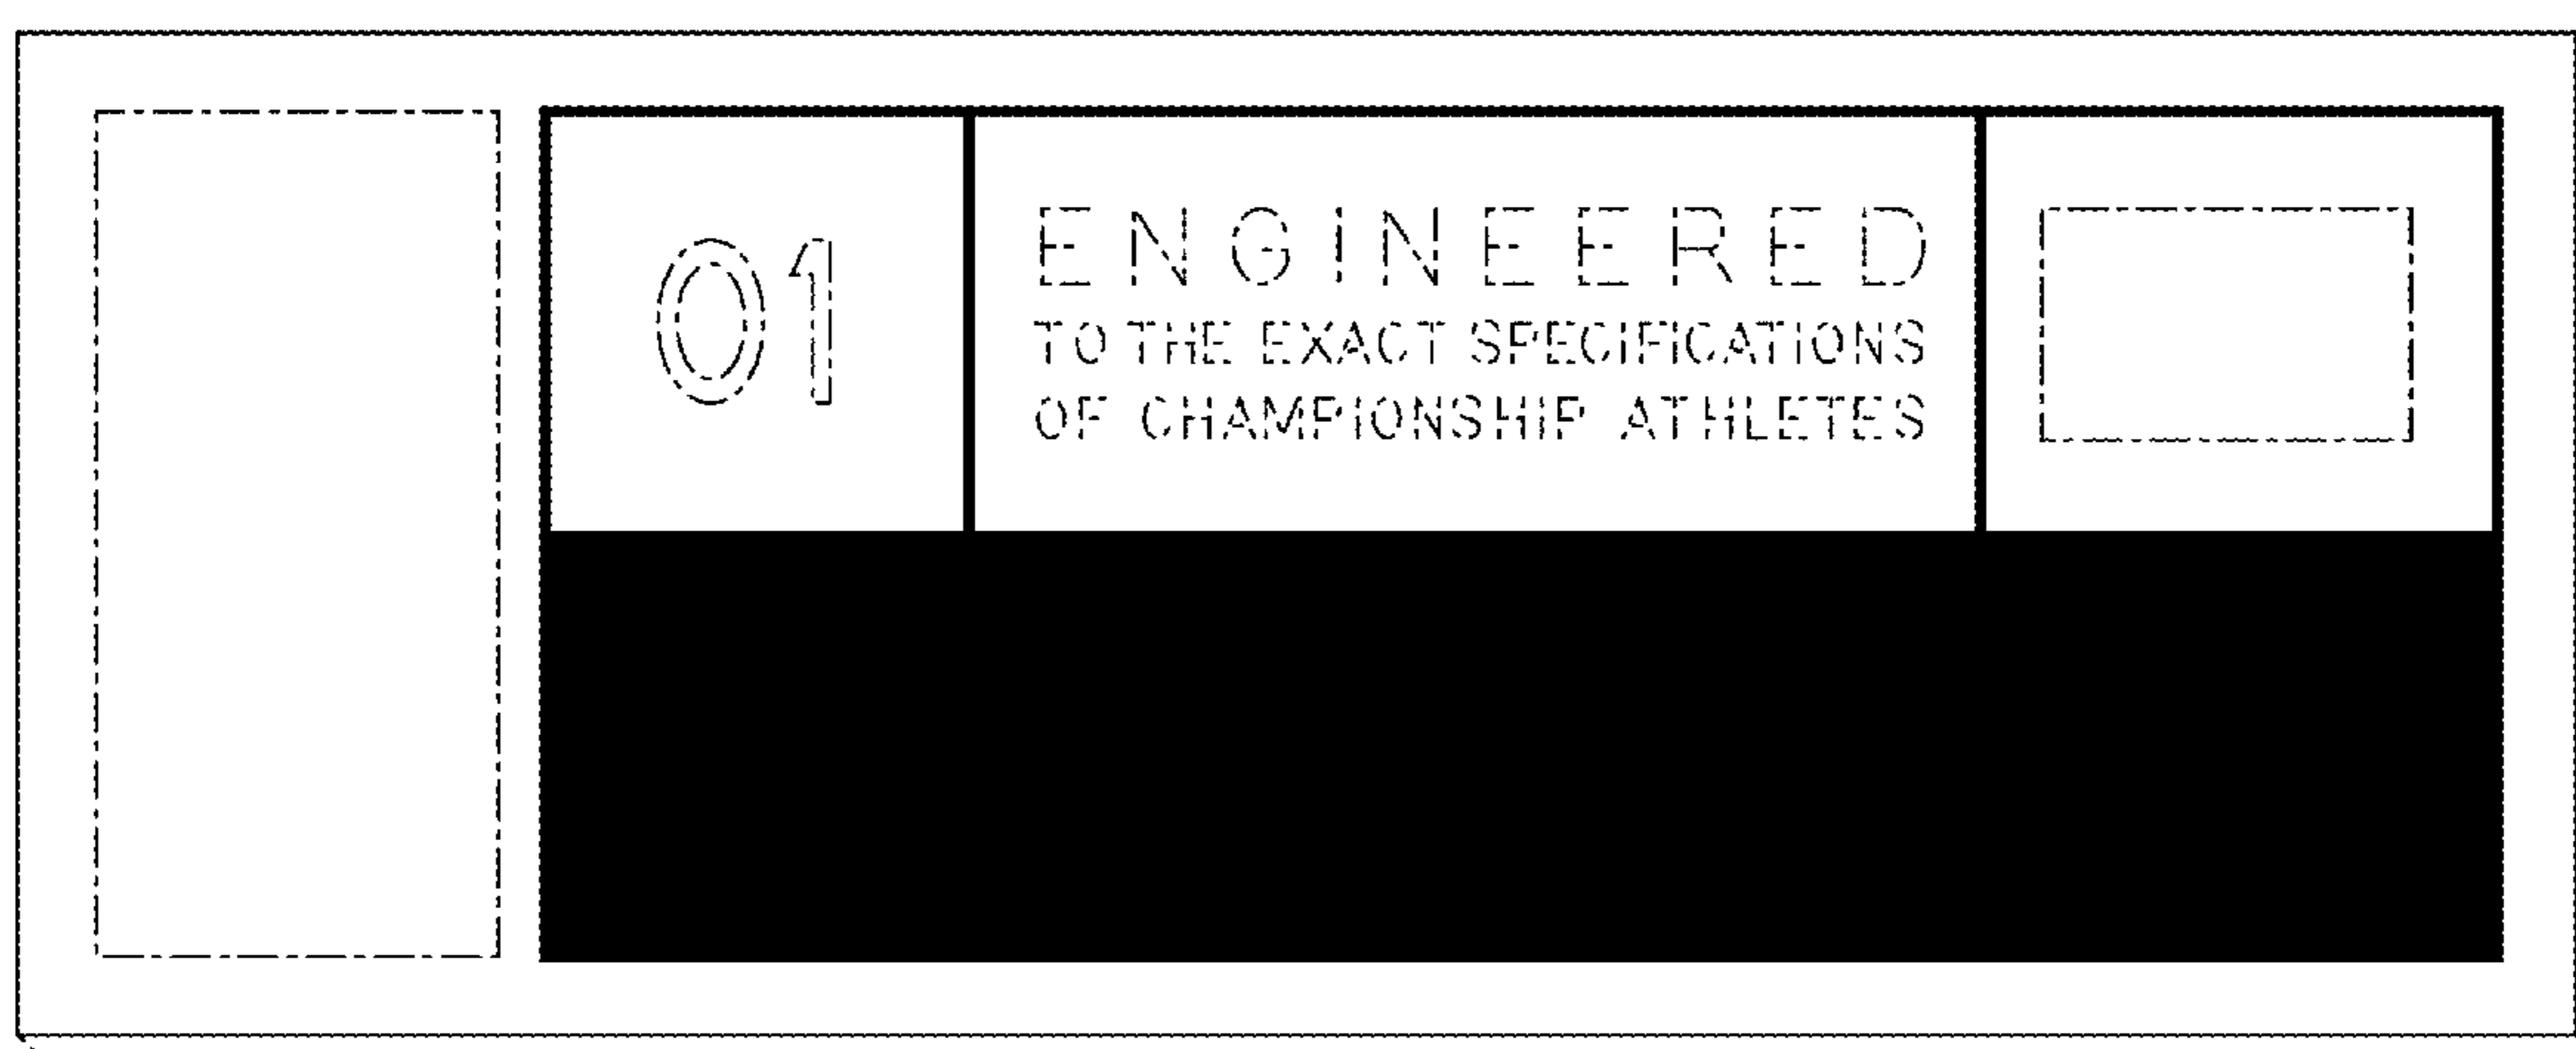 01
ENGINEERED
TO THE EXACT SPECIFICATIONS
OF CHAMPIONSHIP ATHLETES